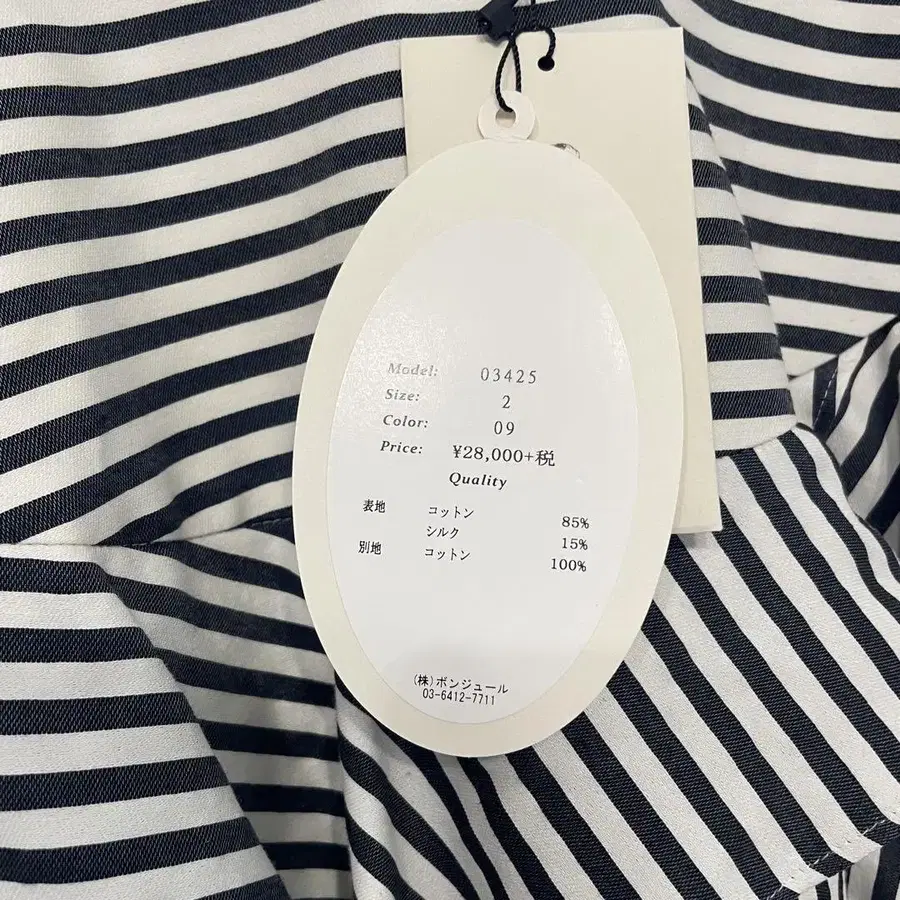 Model: 03425
Size: 2
Color: 09
Price: ¥28,000+税
Quality
表地 コットン 85%
シルク 15%
別地 コットン 100%
(株)ボンジュール
03-6412-7711